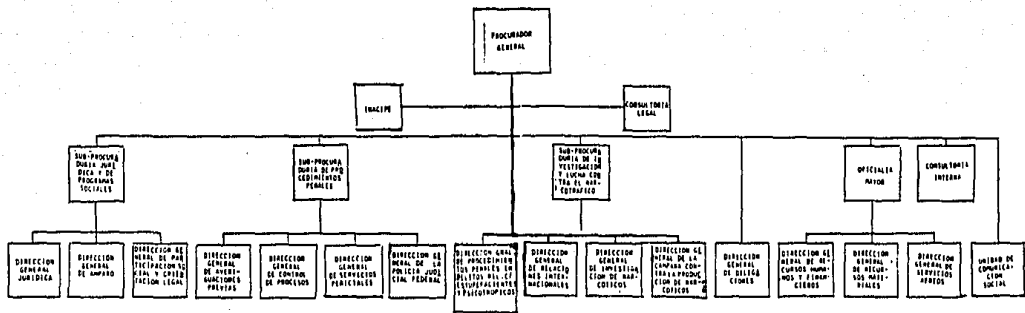 PROCURADOR
GENERAL
INACIPE
CONSULTORIA
LEGAL
SUB-PROCURA
DURIA JURI
DICA Y DE
PROGRAMAS
SOCIALES
SUB-PROCURA
DURIA DE PRO
CEDIMIENTOS
PENALES
SUB-PROCURA
DURIA DE IN
VESTIGACION
Y LUCHA CON
TRA EL NAR-
COTRAFICO
OFICIALIA
MAYOR
CONSULTORIA
INTERNA
DIRECCION
GENERAL
JURIDICA
DIRECCION
GENERAL
DE AMPARO
DIRECCION GE
NERAL DE PAR
TICIPACION SO
CIAL Y ORIEN
TACION LEGAL
DIRECCION
GENERAL
DE AVERI-
GUACIONES
PREVIAS
DIRECCION
GENERAL
DE CONTROL
DE PROCESOS
DIRECCION
GENERAL
DE SERVICIOS
PERICIALES
DIRECCION GE
NERAL DE LA
POLICIA JUDI
CIAL FEDERAL
DIRECCION GRAL
DE PROCEDIMIEN
TOS PENALES EN
DELITOS REL.C/
ESTUPEFACIENTES
Y PSICOTROPICOS
DIRECCION
GENERAL
DE RELACIO
NES INTER-
NACIONALES
DIRECCION
GENERAL
DE INVESTIGA
CION DE NAR-
COTICOS
DIRECCION GE
NERAL DE LA
CAMPAÑA CON-
TRA LA PRODUC
CION DE NAR-
COTICOS
DIRECCION
GENERAL
DE DELEGA
CIONES
DIRECCION GE
NERAL DE RE-
CURSOS HUMA-
NOS Y FINAN-
CIEROS
DIRECCION
GENERAL -
DE RECUR-
SOS MATE-
RIALES
DIRECCION GE
NERAL DE
SERVICIOS
AEREOS
UNIDAD DE
COMUNICA-
CION
SOCIAL